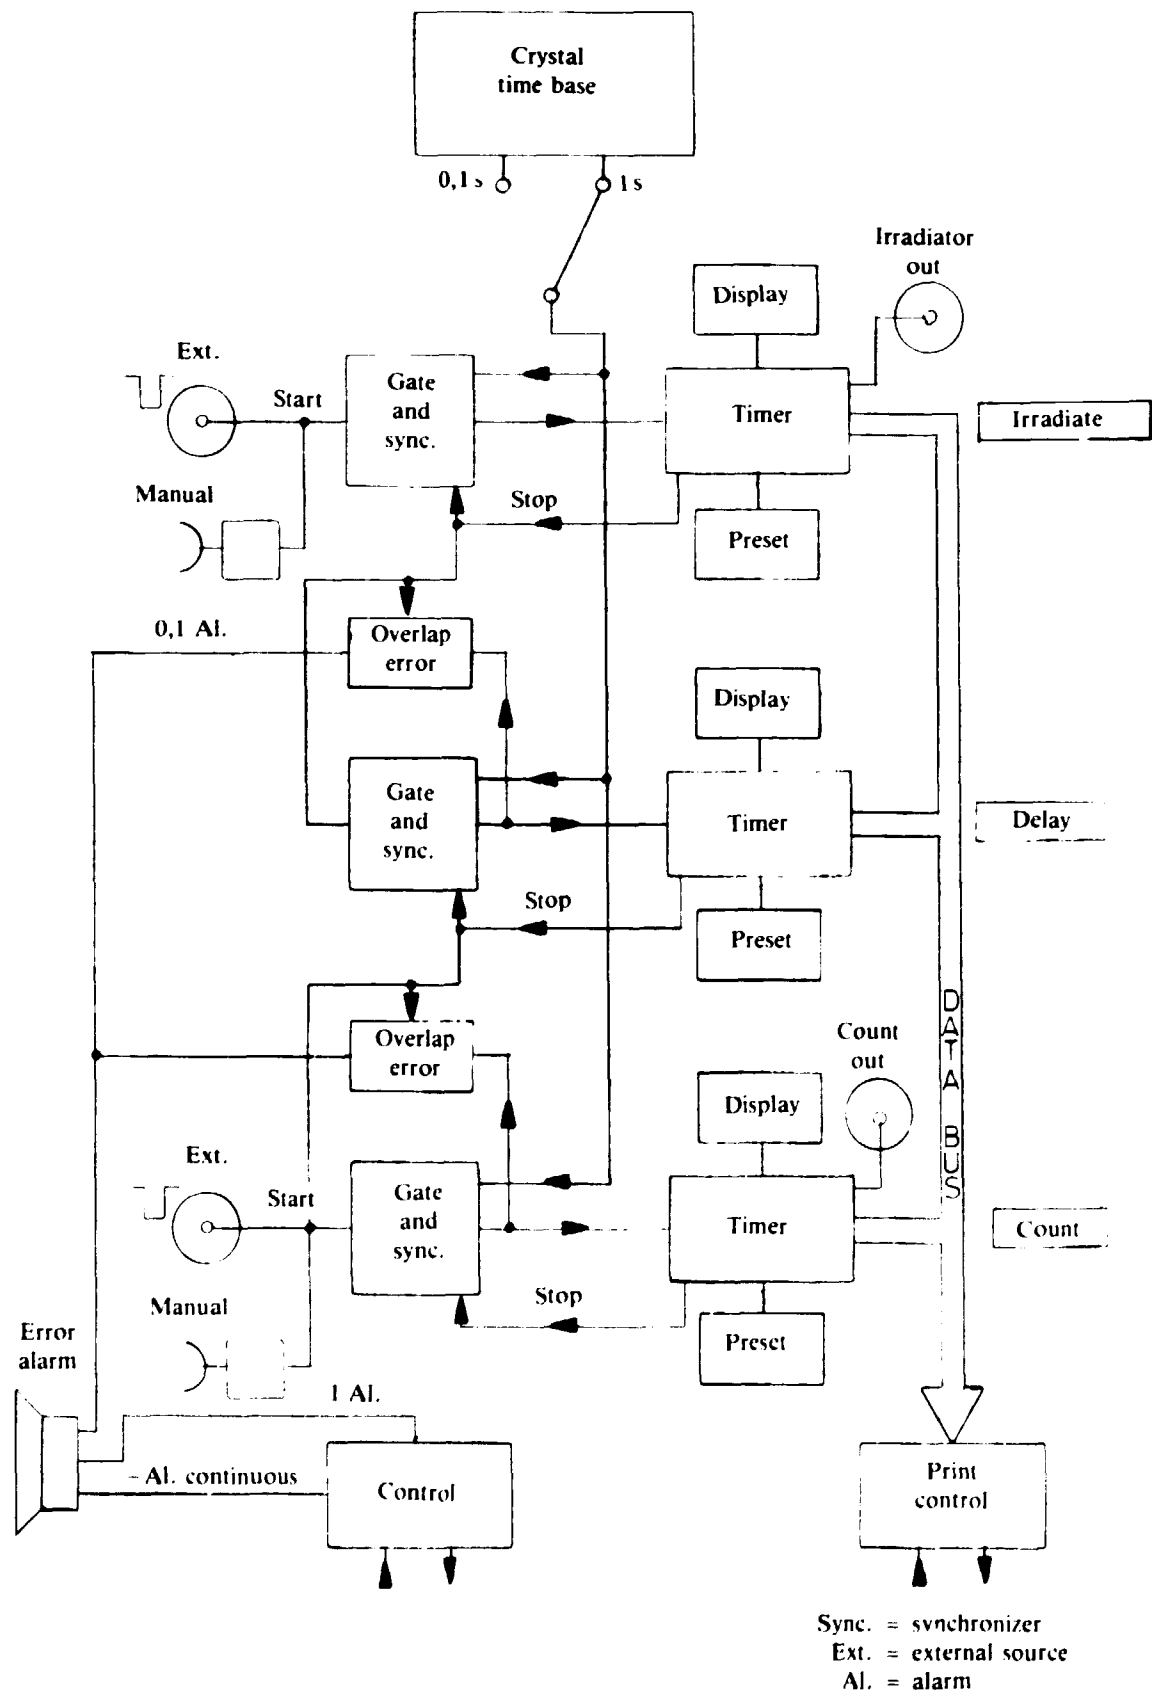 Crystal
time base
0,1 s
1 s
Irradiator
out
Display
Ext.
Start
Gate
and
sync.
Timer
Irradiate
Manual
Stop
Preset
0,1 Al.
Overlap
error
Display
Gate
and
sync.
Timer
Delay
Stop
Preset
DATA BUS
Overlap
error
Count
out
Display
Ext.
Start
Gate
and
sync.
Timer
Count
Manual
Stop
Preset
Error
alarm
1 Al.
Al. continuous
Control
Print
control
Sync. = synchronizer
Ext. = external source
Al. = alarm